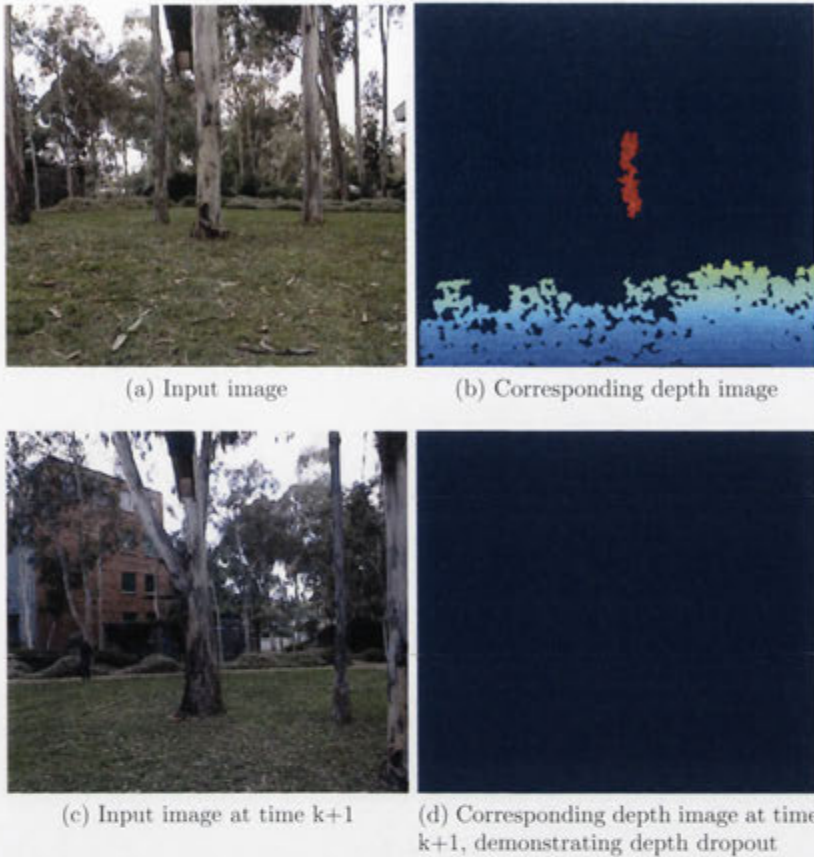 (a) Input image
(b) Corresponding depth image
(c) Input image at time k+1
(d) Corresponding depth image at time
k+1, demonstrating depth dropout